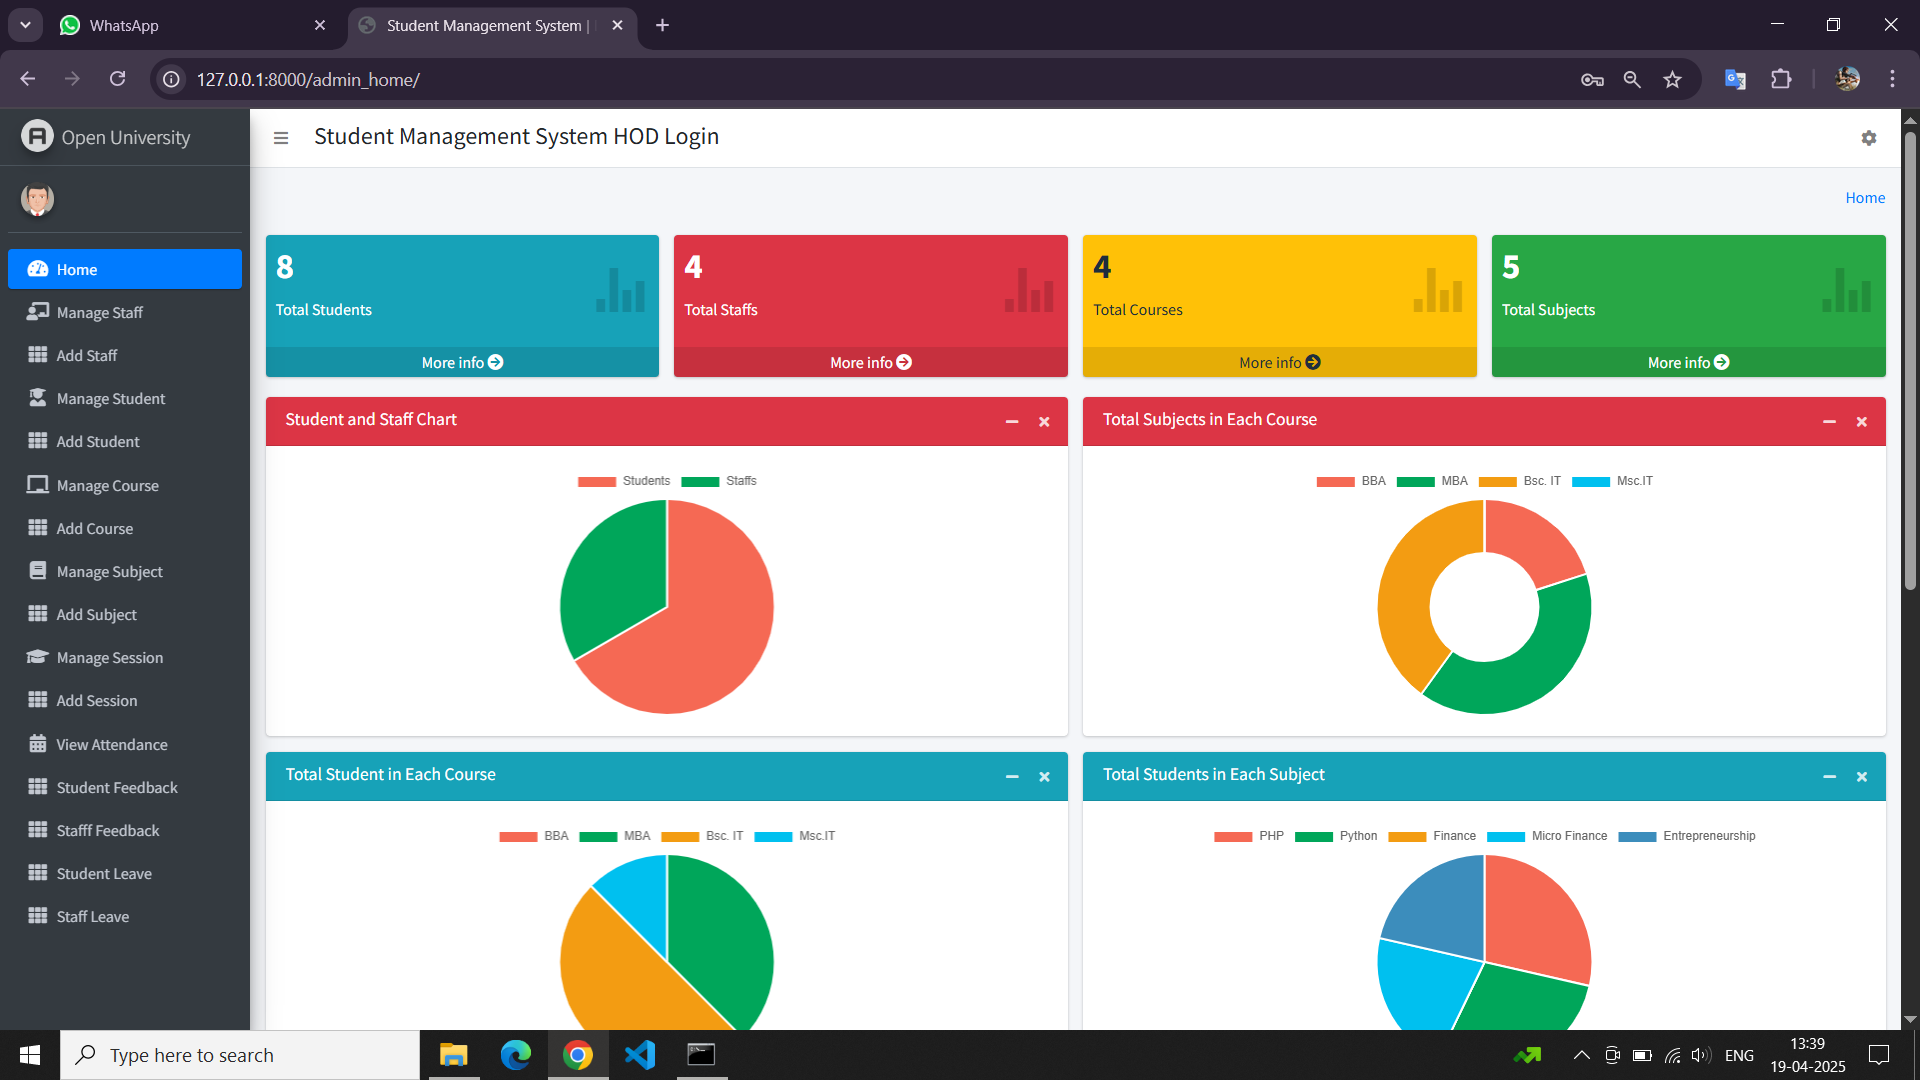 WhatsApp
Student Management System |
127.0.0.1:8000/admin_home/
Open University
Student Management System HOD Login
Home
Home
Manage Staff
Add Staff
Manage Student
Add Student
Manage Course
Add Course
Manage Subject
Add Subject
Manage Session
Add Session
View Attendance
Student Feedback
Stafff Feedback
Student Leave
Staff Leave
8
Total Students
More info
4
Total Staffs
More info
4
Total Courses
More info
5
Total Subjects
More info
Student and Staff Chart
Students Staffs
Total Subjects in Each Course
BBA MBA Bsc. IT Msc.IT
Total Student in Each Course
BBA MBA Bsc. IT Msc.IT
Total Students in Each Subject
PHP Python Finance Micro Finance Entrepreneurship
Type here to search
ENG
13:39
19-04-2025